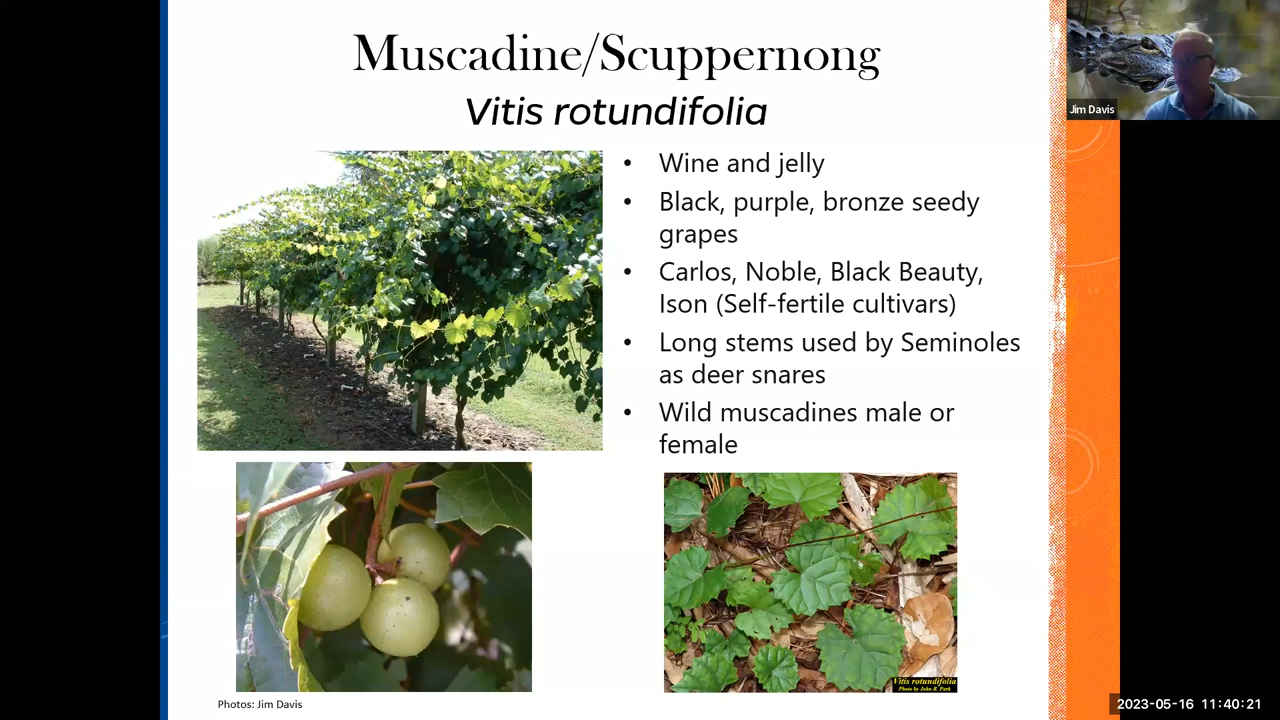 Muscadine/Scuppernong
Vitis rotundifolia
Jim Davis
• Wine and jelly
• Black, purple, bronze seedy
grapes
• Carlos, Noble, Black Beauty,
Ison (Self-fertile cultivars)
• Long stems used by Seminoles
as deer snares
• Wild muscadines male or
female
Vitis rotundifolia
Photo by John R. Park
Photos: Jim Davis
2023-05-16 11:40:21